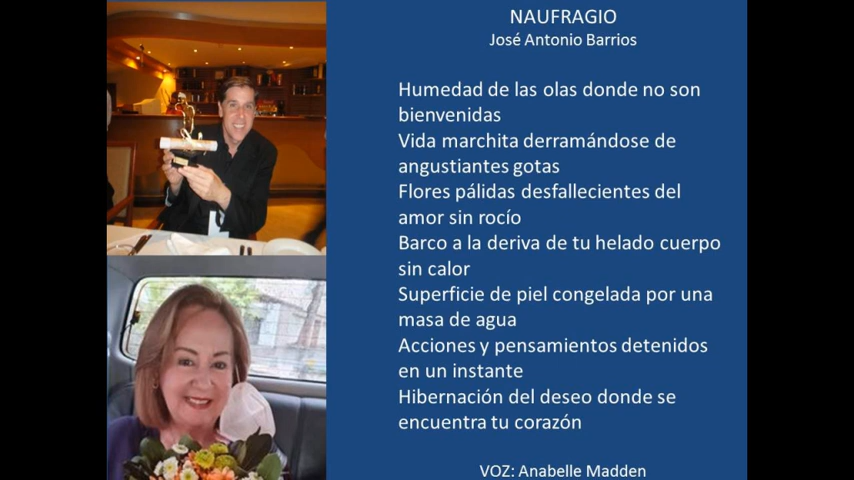 NAUFRAGIO
José Antonio Barrios
Humedad de las olas donde no son
bienvenidas
Vida marchita derramándose de
angustiantes gotas
Flores pálidas desfallecientes del
amor sin rocío
Barco a la deriva de tu helado cuerpo
sin calor
Superficie de piel congelada por una
masa de agua
Acciones y pensamientos detenidos
en un instante
Hibernación del deseo donde se
encuentra tu corazón
VOZ: Anabelle Madden